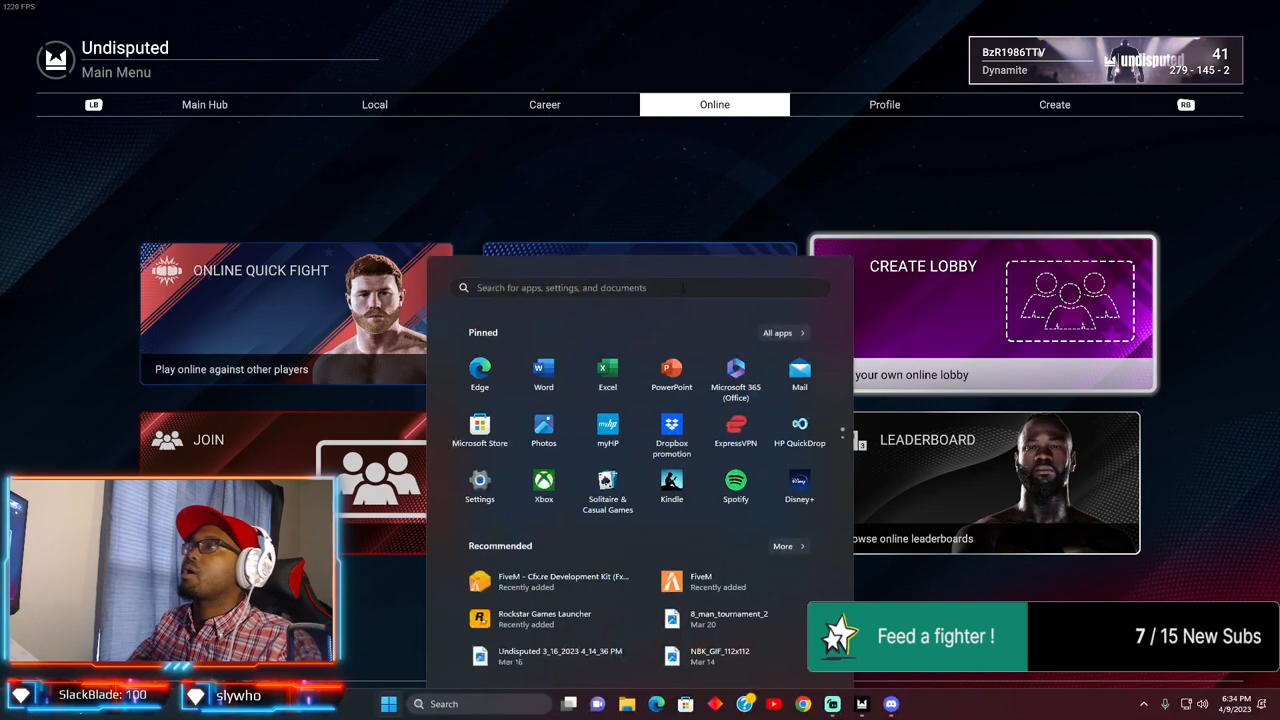 1220 FPS
Undisputed
Main Menu
BzR1986TTV
Dynamite
undisputed
41
279 - 145 - 2
LB
Main Hub
Local
Career
Online
Profile
Create
RB
ONLINE QUICK FIGHT
Play online against other players
CREATE LOBBY
your own online lobby
JOIN
LEADERBOARD
3
owse online leaderboards
Search for apps, settings, and documents
Pinned
All apps
Edge
Word
Excel
PowerPoint
Microsoft 365
(Office)
Mail
Microsoft Store
Photos
myHP
Dropbox
promotion
ExpressVPN
HP QuickDrop
Settings
Xbox
Solitaire &
Casual Games
Kindle
Spotify
Disney+
Recommended
More
FiveM - Cfx.re Development Kit (Fx...
Recently added
FiveM
Recently added
Rockstar Games Launcher
Recently added
8_man_tournament_2
Mar 20
Undisputed 3_16_2023 4_14_36 PM
Mar 16
NBK_GIF_112x112
Mar 14
Feed a fighter !
7 / 15 New Subs
SlackBlade: 100
slywho
Search
6:34 PM
4/9/2023